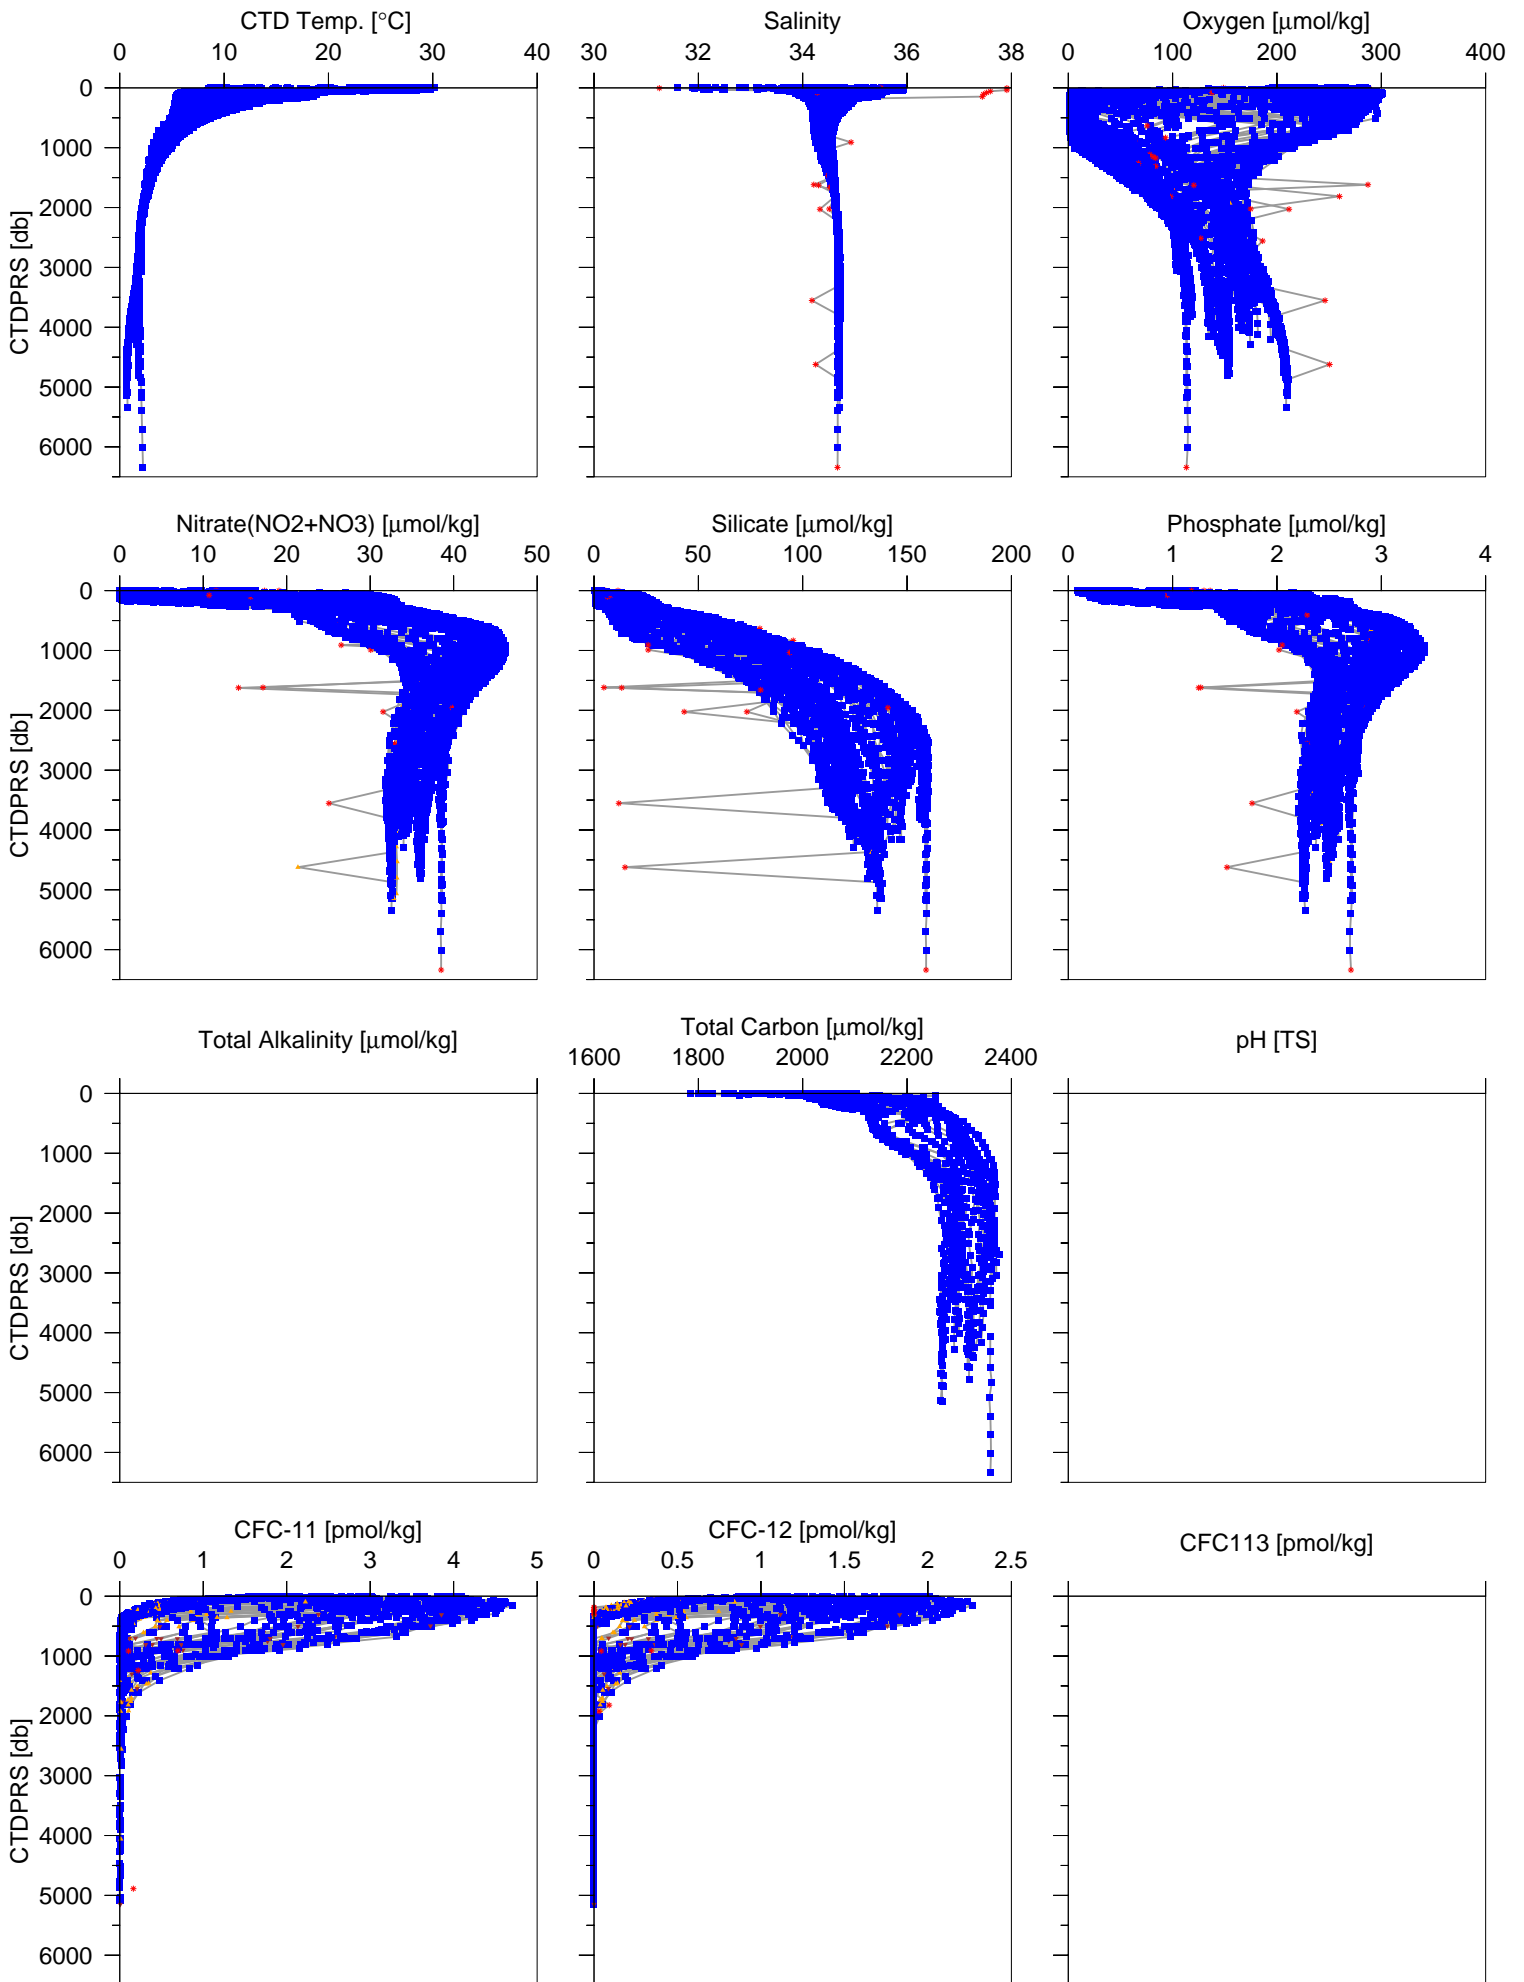 CTD Temp. [°C] Salinity Oxygen [μmol/kg]
0 10 20 30 40 30 32 34 36 38 0 100 200 300 400
0
1000
2000
3000
4000
5000
6000
CTDPRS [db]
Nitrate(NO2+NO3) [μmol/kg] Silicate [μmol/kg] Phosphate [μmol/kg]
0 10 20 30 40 50 0 50 100 150 200 0 1 2 3 4
0
1000
2000
3000
4000
5000
6000
CTDPRS [db]
Total Alkalinity [μmol/kg] Total Carbon [μmol/kg] pH [TS]
1600 1800 2000 2200 2400
0
1000
2000
3000
4000
5000
6000
CTDPRS [db]
CFC-11 [pmol/kg] CFC-12 [pmol/kg] CFC113 [pmol/kg]
0 1 2 3 4 5 0 0.5 1 1.5 2 2.5
0
1000
2000
3000
4000
5000
6000
CTDPRS [db]